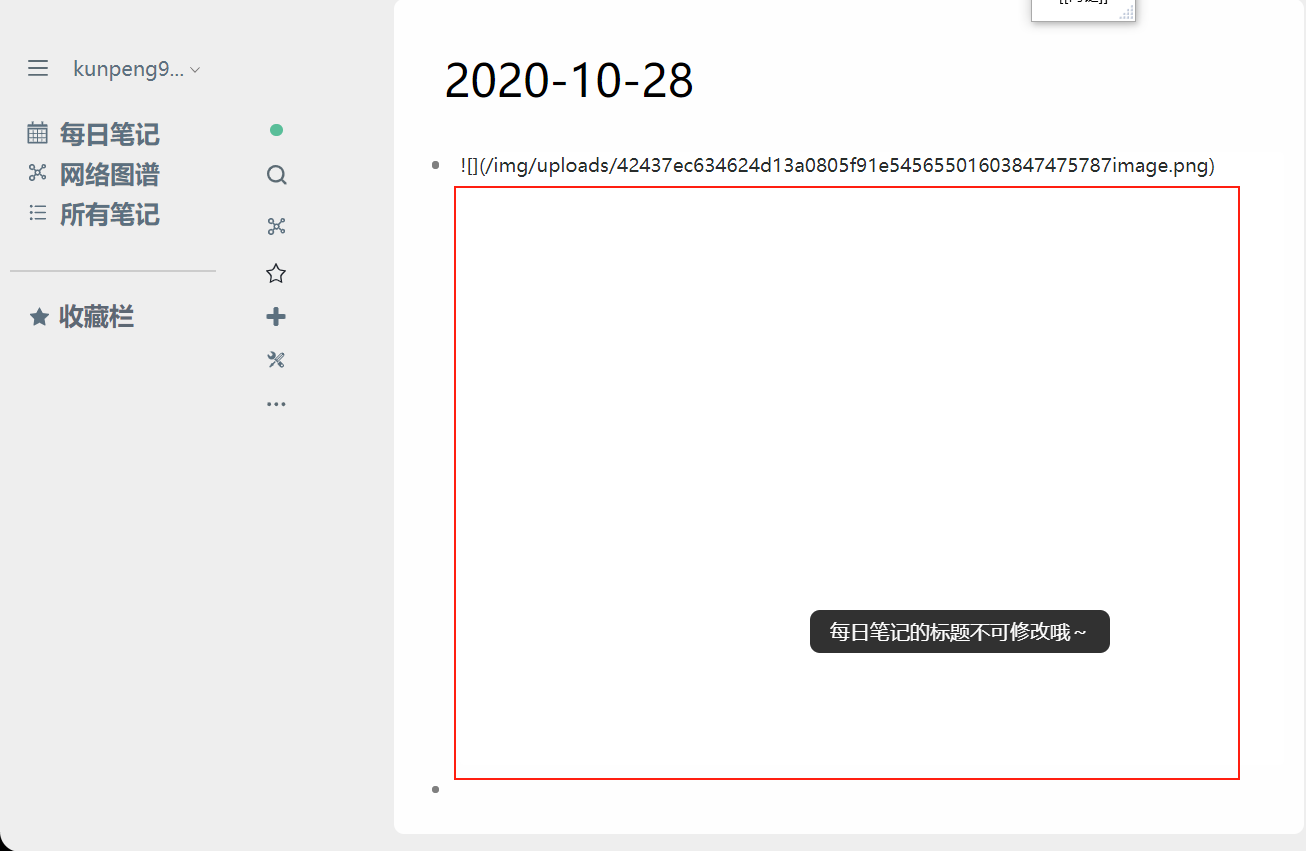 kunpeng9...
每日笔记
网络图谱
所有笔记
收藏栏
2020-10-28
![](/img/uploads/42437ec634624d13a0805f91e54565501603847475787image.png)
每日笔记的标题不可修改哦~